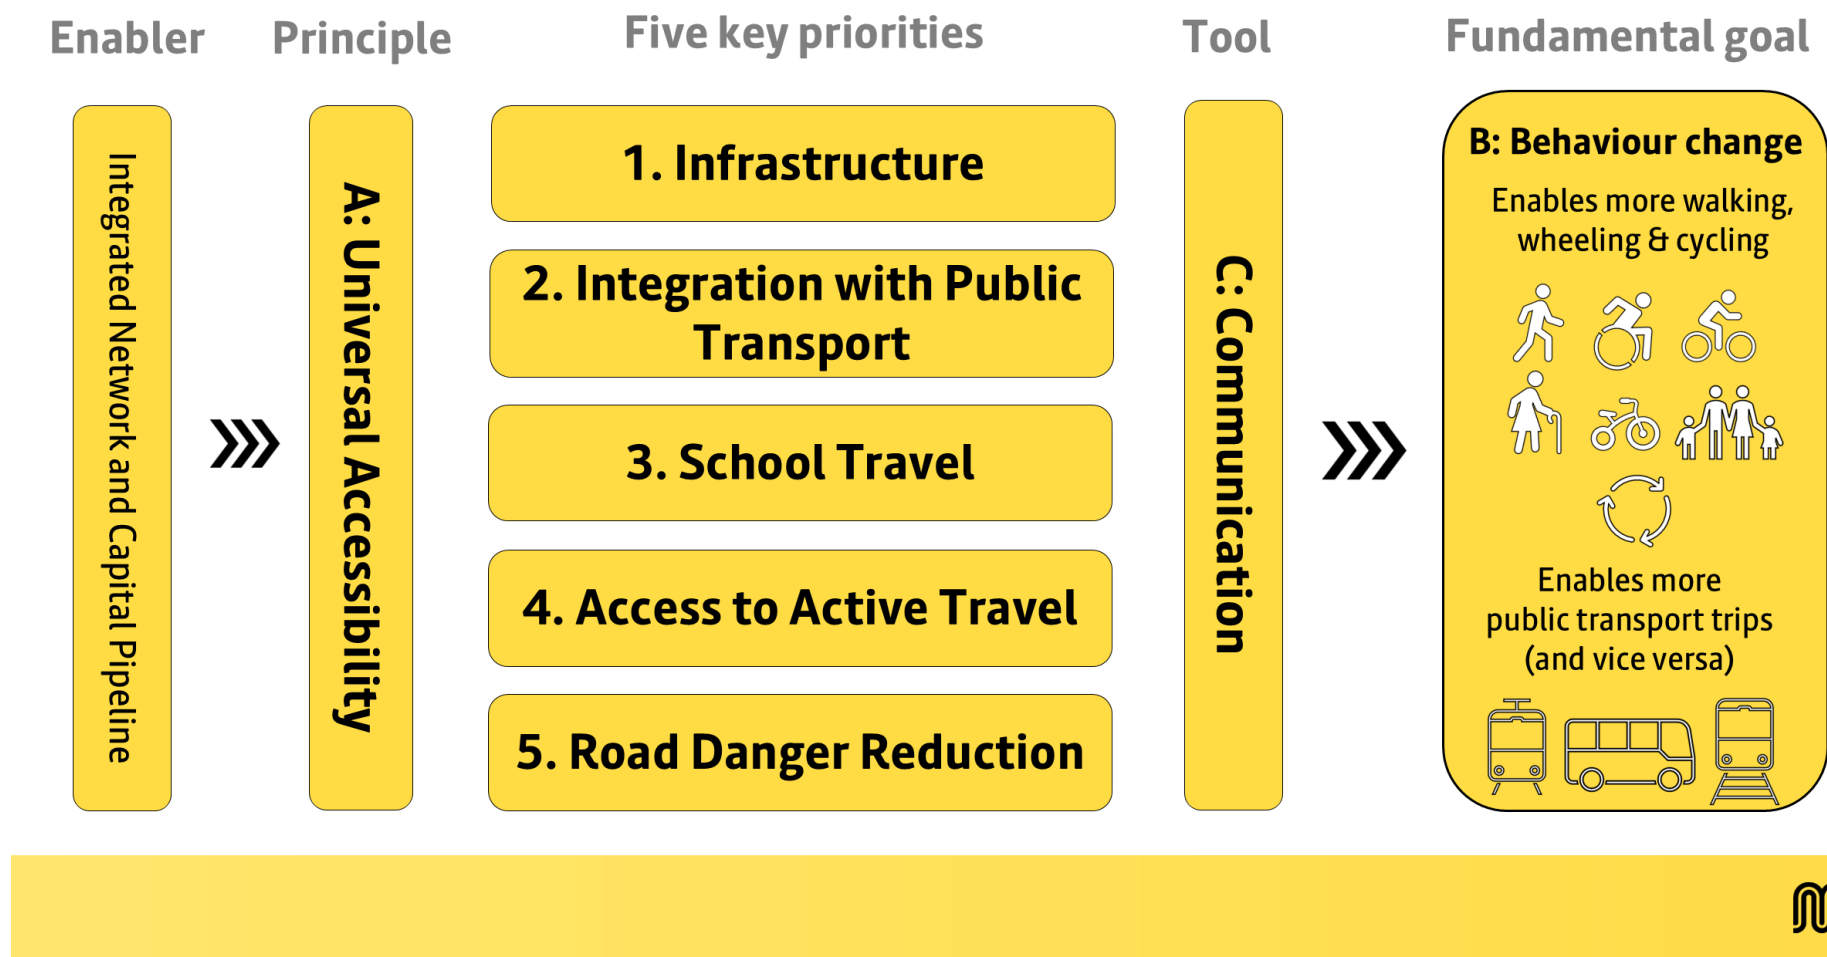 Enabler
Principle
Five key priorities
Tool
Fundamental goal
Integrated Network and Capital Pipeline
A: Universal Accessibility
1. Infrastructure
2. Integration with Public
Transport
3. School Travel
4. Access to Active Travel
5. Road Danger Reduction
C: Communication
B: Behaviour change
Enables more walking,
wheeling & cycling
Enables more
public transport trips
(and vice versa)